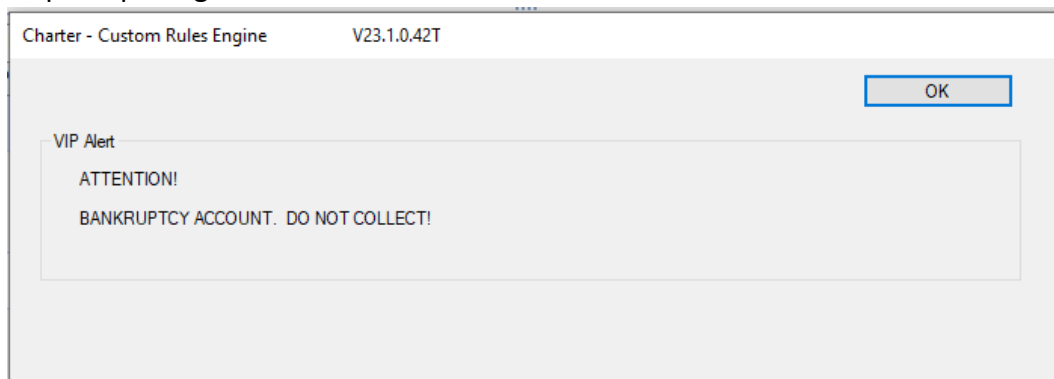 Charter - Custom Rules Engine V23.1.0.42T
OK
VIP Alert
ATTENTION!
BANKRUPTCY ACCOUNT. DO NOT COLLECT!